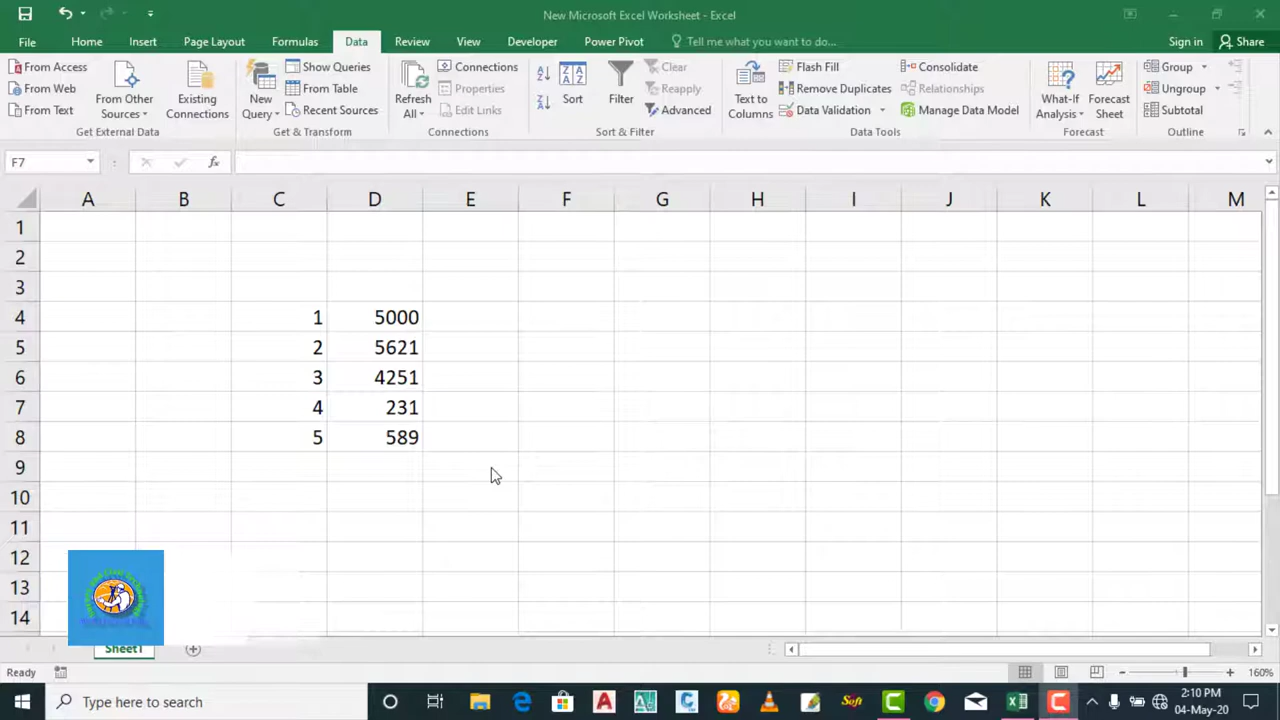 New Microsoft Excel Worksheet - Excel
File Home Insert Page Layout Formulas Data Review View Developer Power Pivot Tell me what you want to do... Sign in Share
From Access
From Web
From Text
From Other Sources
Existing Connections
Get External Data
New Query
Show Queries
From Table
Recent Sources
Get & Transform
Refresh All
Connections
Properties
Edit Links
Connections
Sort
Filter
Clear
Reapply
Advanced
Sort & Filter
Text to Columns
Flash Fill
Remove Duplicates
Data Validation
Consolidate
Relationships
Manage Data Model
Data Tools
What-If Analysis
Forecast Sheet
Forecast
Group
Ungroup
Subtotal
Outline
F7 fx
A B C D E F G H I J K L M
1
2
3
4 1 5000
5 2 5621
6 3 4251
7 4 231
8 5 589
9
10
11
12
13
14
Sheet1
Ready 160%
Type here to search
Soft
2:10 PM
04-May-20